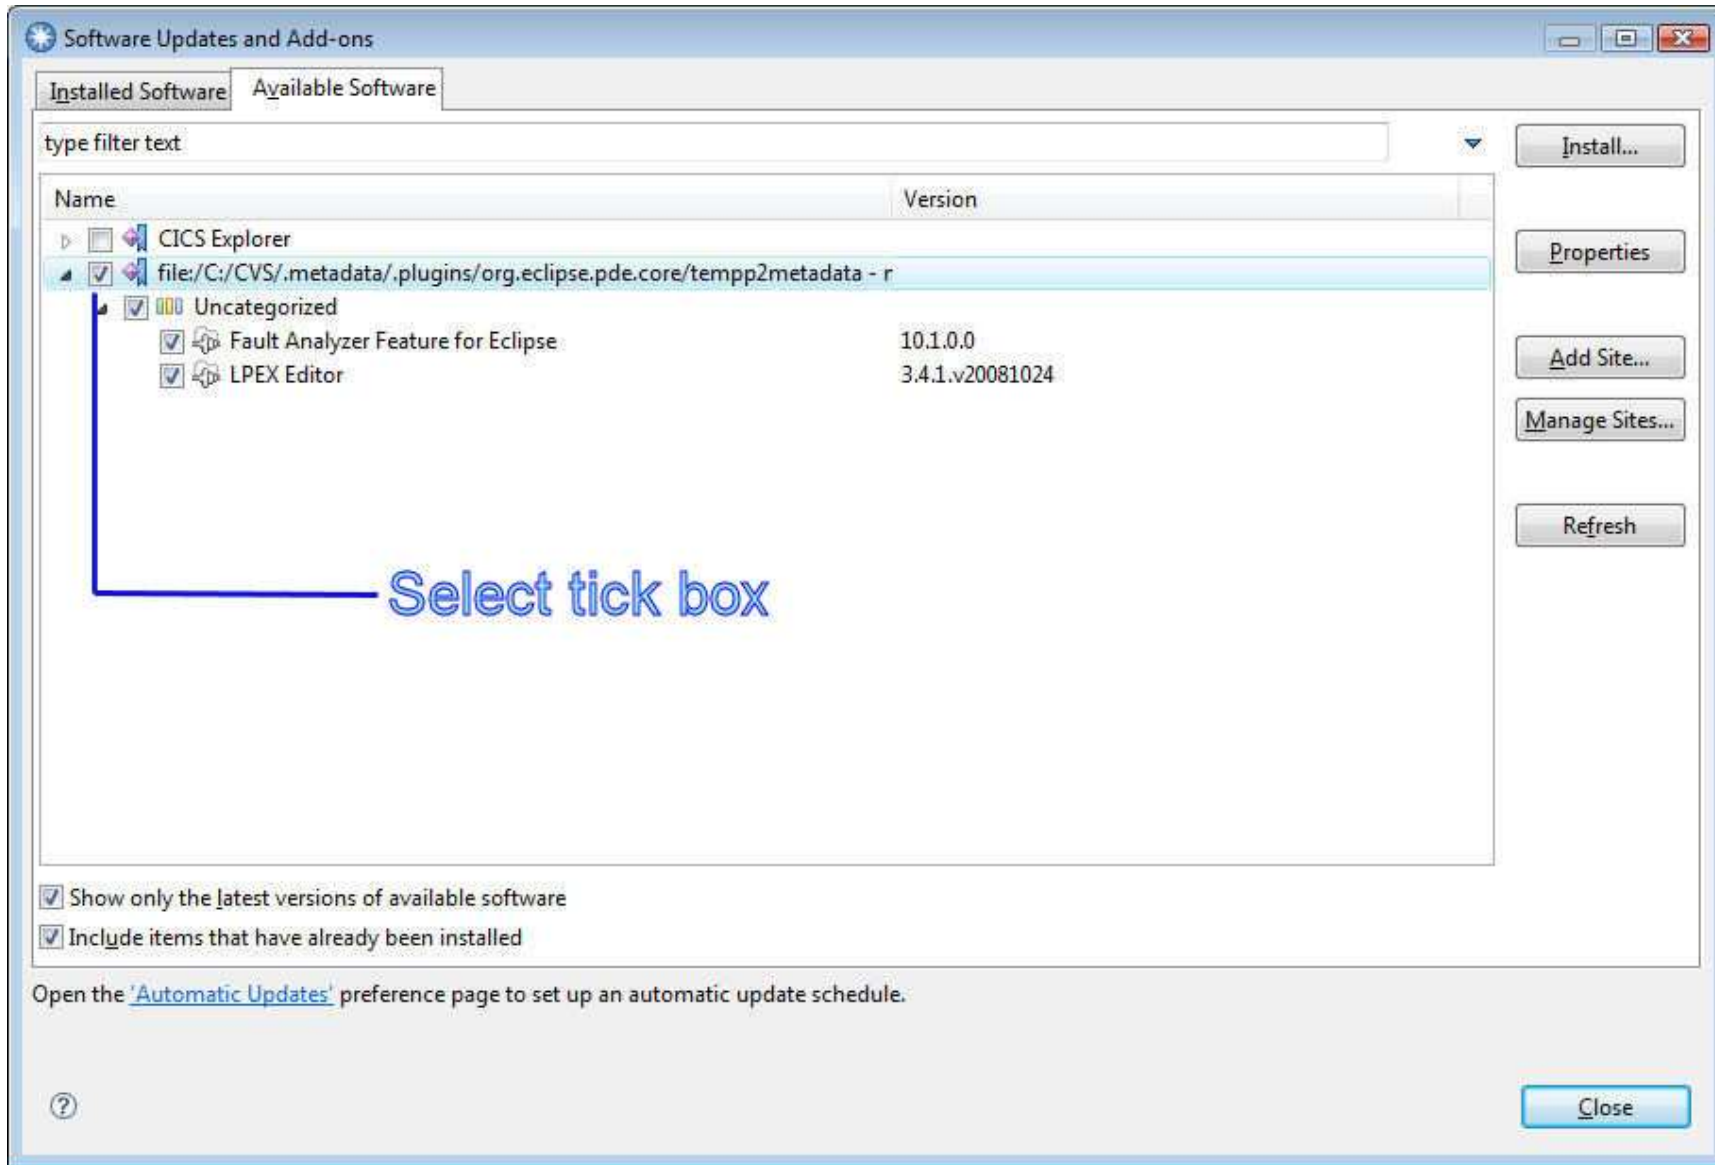 Software Updates and Add-ons
Installed Software Available Software
type filter text
Install...
Name Version
CICS Explorer
file:/C:/CVS/.metadata/.plugins/org.eclipse.pde.core/tempp2metadata - r
Properties
Uncategorized
Fault Analyzer Feature for Eclipse 10.1.0.0
Add Site...
LPEX Editor 3.4.1.v20081024
Manage Sites...
Refresh
Select tick box
Show only the latest versions of available software
Include items that have already been installed
Open the 'Automatic Updates' preference page to set up an automatic update schedule.
?
Close